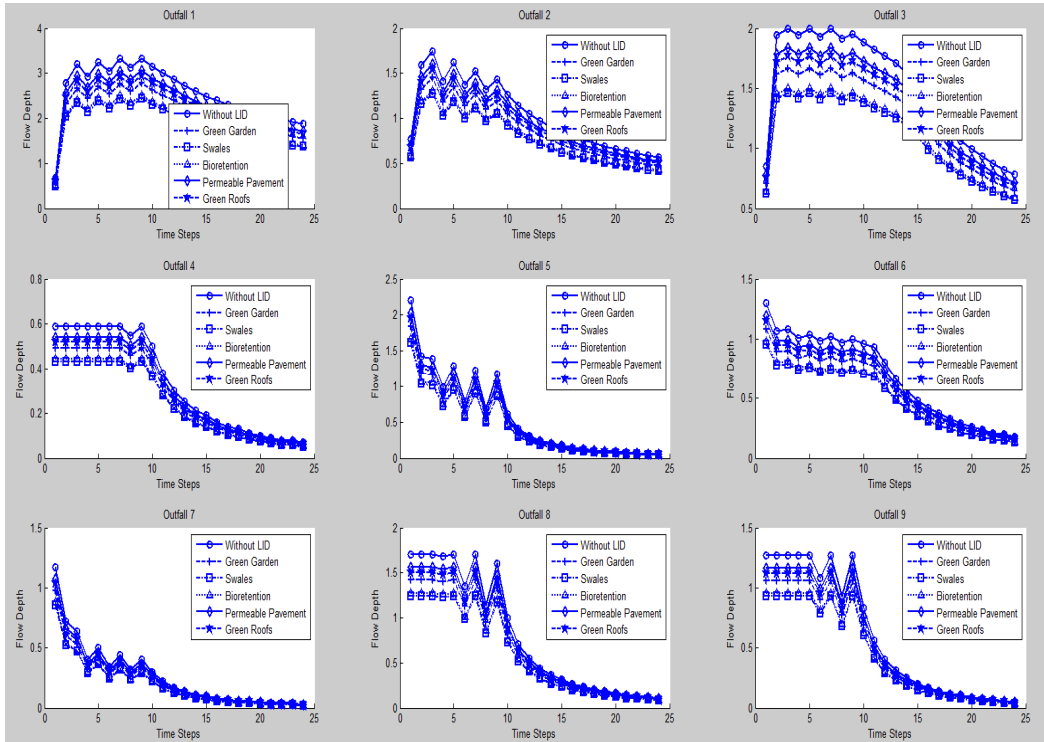 Outfall 1
4
3
2
1
0
0
5
10
15
20
25
Flow Depth
Time Steps
Without LID
Green Garden
Swales
Bioretention
Permeable Pavement
Green Roofs
Outfall 2
2
1.5
1
0.5
0
0
5
10
15
20
25
Flow Depth
Time Steps
Without LID
Green Garden
Swales
Bioretention
Permeable Pavement
Green Roofs
Outfall 3
2
1.5
1
0.5
0
5
10
15
20
25
Flow Depth
Time Steps
Without LID
Green Garden
Swales
Bioretention
Permeable Pavement
Green Roofs
Outfall 4
0.8
0.6
0.4
0.2
0
0
5
10
15
20
25
Flow Depth
Time Steps
Without LID
Green Garden
Swales
Bioretention
Permeable Pavement
Green Roofs
Outfall 5
2.5
2
1.5
1
0.5
0
0
5
10
15
20
25
Flow Depth
Time Steps
Without LID
Green Garden
Swales
Bioretention
Permeable Pavement
Green Roofs
Outfall 6
1.5
1
0.5
0
0
5
10
15
20
25
Flow Depth
Time Steps
Without LID
Green Garden
Swales
Bioretention
Permeable Pavement
Green Roofs
Outfall 7
1.5
1
0.5
0
0
5
10
15
20
25
Flow Depth
Time Steps
Without LID
Green Garden
Swales
Bioretention
Permeable Pavement
Green Roofs
Outfall 8
2
1.5
1
0.5
0
0
5
10
15
20
25
Flow Depth
Time Steps
Without LID
Green Garden
Swales
Bioretention
Permeable Pavement
Green Roofs
Outfall 9
1.5
1
0.5
0
0
5
10
15
20
25
Flow Depth
Time Steps
Without LID
Green Garden
Swales
Bioretention
Permeable Pavement
Green Roofs